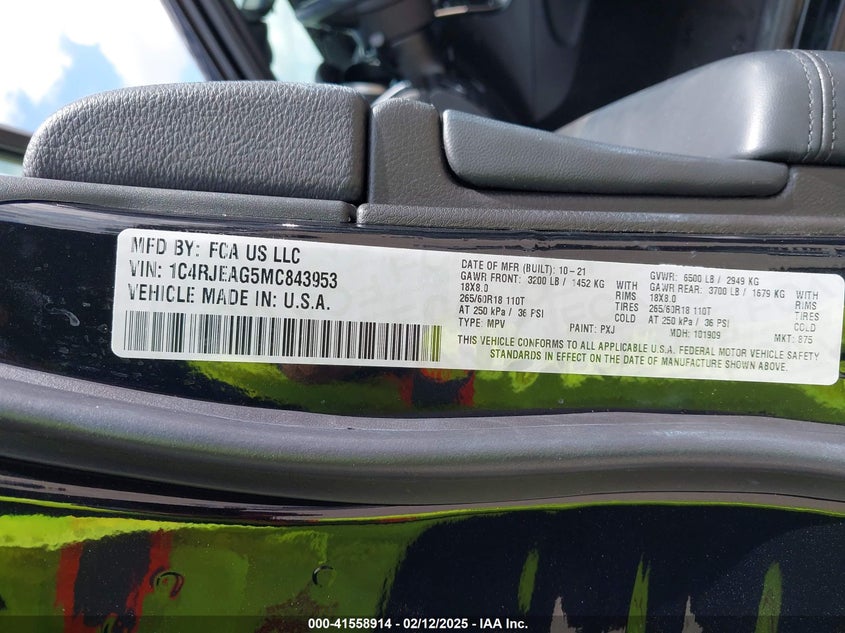 MFD BY: FCA US LLC
VIN: 1C4RJEAG5MC843953
VEHICLE MADE IN U.S.A.
DATE OF MFR (BUILT): 10-21 GVWR: 6500 LB / 2949 KG
GAWR FRONT: 3200 LB / 1452 KG WITH GAWR REAR: 3700 LB / 1679 KG WITH
18X8.0 RIMS 18X8.0 RIMS
265/60R18 110T TIRES 265/60R18 110T TIRES
AT 250 kPa / 36 PSI COLD AT 250 kPa / 36 PSI COLD
TYPE: MPV PAINT: PXJ MDH: 101909 MKT: 875
THIS VEHICLE CONFORMS TO ALL APPLICABLE U.S.A. FEDERAL MOTOR VEHICLE SAFETY
STANDARDS IN EFFECT ON THE DATE OF MANUFACTURE SHOWN ABOVE.
000-41558914 - 02/12/2025 - IAA Inc.